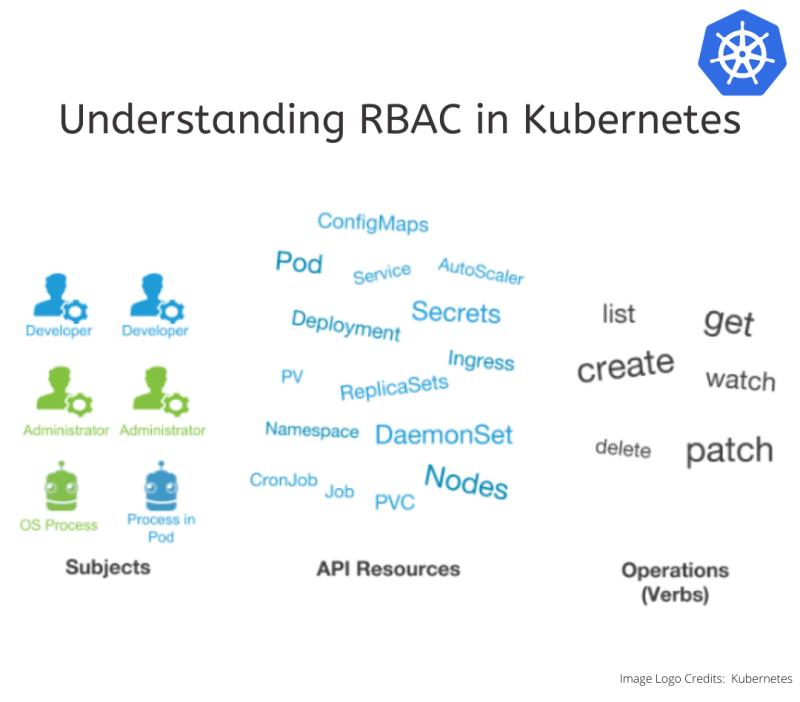 Understanding RBAC in Kubernetes
Developer
Developer
Administrator
Administrator
OS Process
Process in
Pod
Subjects
ConfigMaps
Pod
Service
AutoScaler
Secrets
Deployment
Ingress
PV
ReplicaSets
Namespace
DaemonSet
CronJob
Job
PVC
Nodes
API Resources
list
get
create
watch
delete
patch
Operations
(Verbs)
Image Logo Credits: Kubernetes